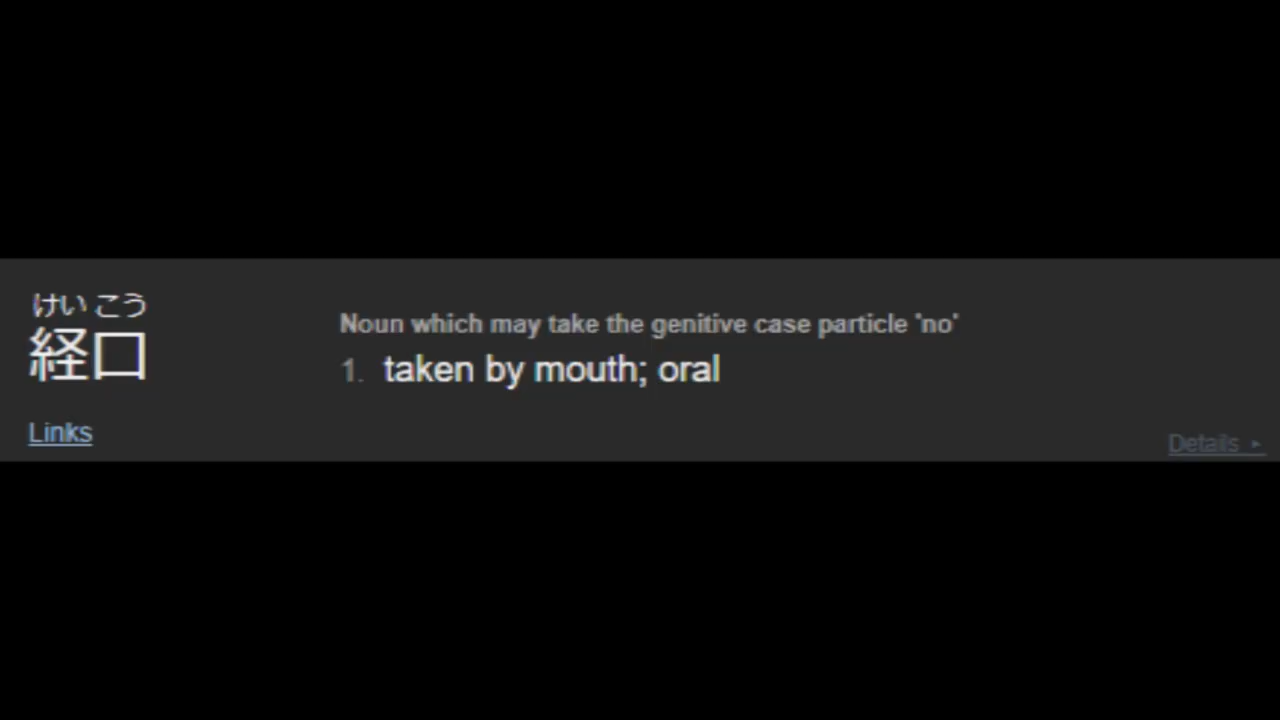 けい こう
経口
Noun which may take the genitive case particle 'no'
1. taken by mouth; oral
Links
Details ▸